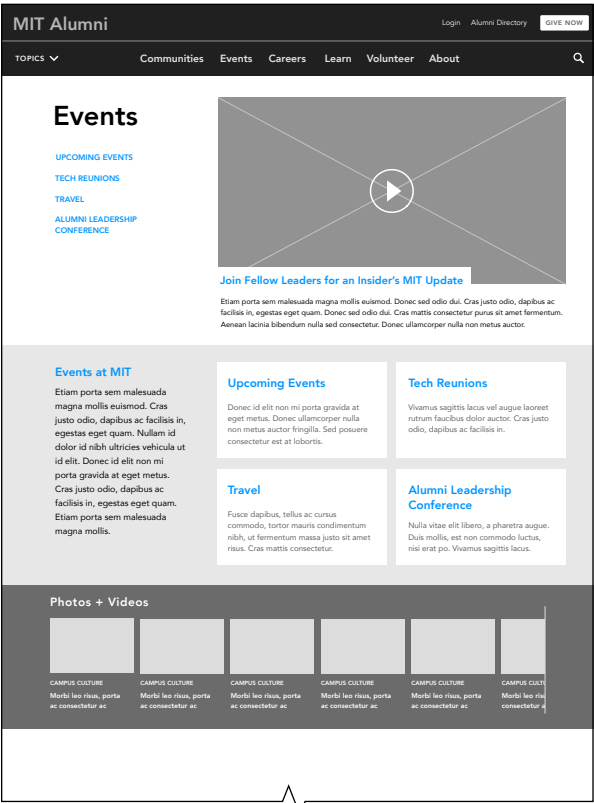 MIT Alumni
Login Alumni Directory GIVE NOW
TOPICS Communities Events Careers Learn Volunteer About
Events
UPCOMING EVENTS
TECH REUNIONS
TRAVEL
ALUMNI LEADERSHIP
CONFERENCE
Join Fellow Leaders for an Insider's MIT Update
Etiam porta sem malesuada magna mollis euismod. Donec sed odio dui. Cras justo odio, dapibus ac
facilisis in, egestas eget quam. Donec sed odio dui. Cras mattis consectetur purus sit amet fermentum.
Aenean lacinia bibendum nulla sed consectetur. Donec ullamcorper nulla non metus auctor.
Events at MIT
Etiam porta sem malesuada
magna mollis euismod. Cras
justo odio, dapibus ac facilisis in,
egestas eget quam. Nullam id
dolor id nibh ultricies vehicula ut
id elit. Donec id elit non mi
porta gravida at eget metus.
Cras justo odio, dapibus ac
facilisis in, egestas eget quam.
Etiam porta sem malesuada
magna mollis.
Upcoming Events
Donec id elit non mi porta gravida at
eget metus. Donec ullamcorper nulla
non metus auctor fringilla. Sed posuere
consectetur est at lobortis.
Tech Reunions
Vivamus sagittis lacus vel augue laoreet
rutrum faucibus dolor auctor. Cras justo
odio, dapibus ac facilisis in.
Travel
Fusce dapibus, tellus ac cursus
commodo, tortor mauris condimentum
nibh, ut fermentum massa justo sit amet
risus. Cras mattis consectetur.
Alumni Leadership
Conference
Nulla vitae elit libero, a pharetra augue.
Duis mollis, est non commodo luctus,
nisi erat po. Vivamus sagittis lacus.
Photos + Videos
CAMPUS CULTURE
Morbi leo risus, porta
ac consectetur ac
CAMPUS CULTURE
Morbi leo risus, porta
ac consectetur ac
CAMPUS CULTURE
Morbi leo risus, porta
ac consectetur ac
CAMPUS CULTURE
Morbi leo risus, porta
ac consectetur ac
CAMPUS CULTURE
Morbi leo risus, porta
ac consectetur ac
CAMPUS
Morbi leo
consectetur